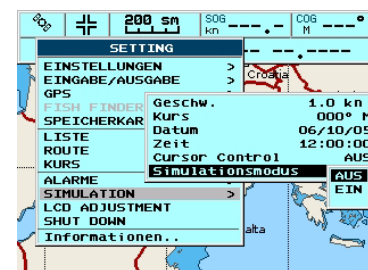 200 sm
SOG
kn
---.-
COG
M
---°
SETTING
-- --.----
EINSTELLUNGEN >
EINGABE/AUSGABE >
GPS
FISH FINDER
SPEICHERKAR
LISTE
ROUTE
KURS
ALARME
SIMULATION >
LCD ADJUSTMENT
SHUT DOWN
Informationen..
Croatia
Geschw. 1.0 kn
Kurs 000° M
Datum 06/10/05
Zeit 12:00:00
Cursor Control AUS
Simulationsmodus
AUS
EIN
alta